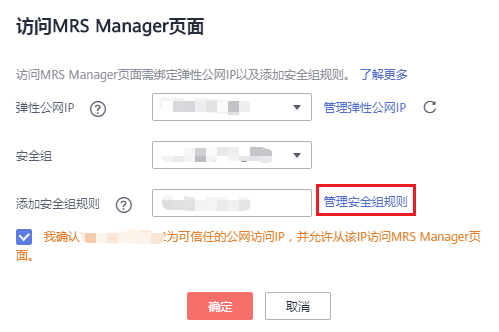 访问MRS Manager页面
访问MRS Manager页面需绑定弹性公网IP以及添加安全组规则。 了解更多
弹性公网IP ? 管理弹性公网IP
安全组
添加安全组规则 ? 管理安全组规则
我确认 为可信任的公网访问IP，并允许从该IP访问MRS Manager页
面。
确定 取消